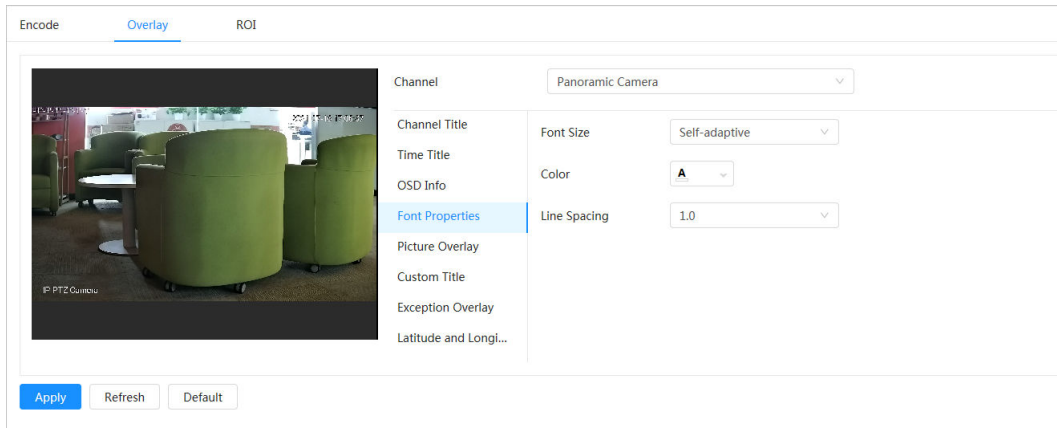 Encode Overlay ROI
Channel Panoramic Camera
Channel Title
Time Title
OSD Info
Font Properties
Picture Overlay
Custom Title
Exception Overlay
Latitude and Longi...
Font Size Self-adaptive
Color A
Line Spacing 1.0
IP PTZ Camera
Apply Refresh Default